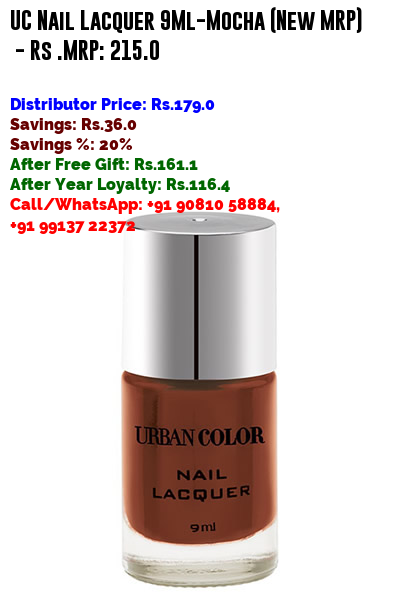 UC Nail Lacquer 9Ml-Mocha (New MRP)
- Rs .MRP: 215.0
Distributor Price: Rs.179.0
Savings: Rs.36.0
Savings %: 20%
After Free Gift: Rs.161.1
After Year Loyalty: Rs.116.4
Call/WhatsApp: +91 90810 58884,
+91 99137 22372
URBAN COLOR
NAIL
LACQUER
9ml